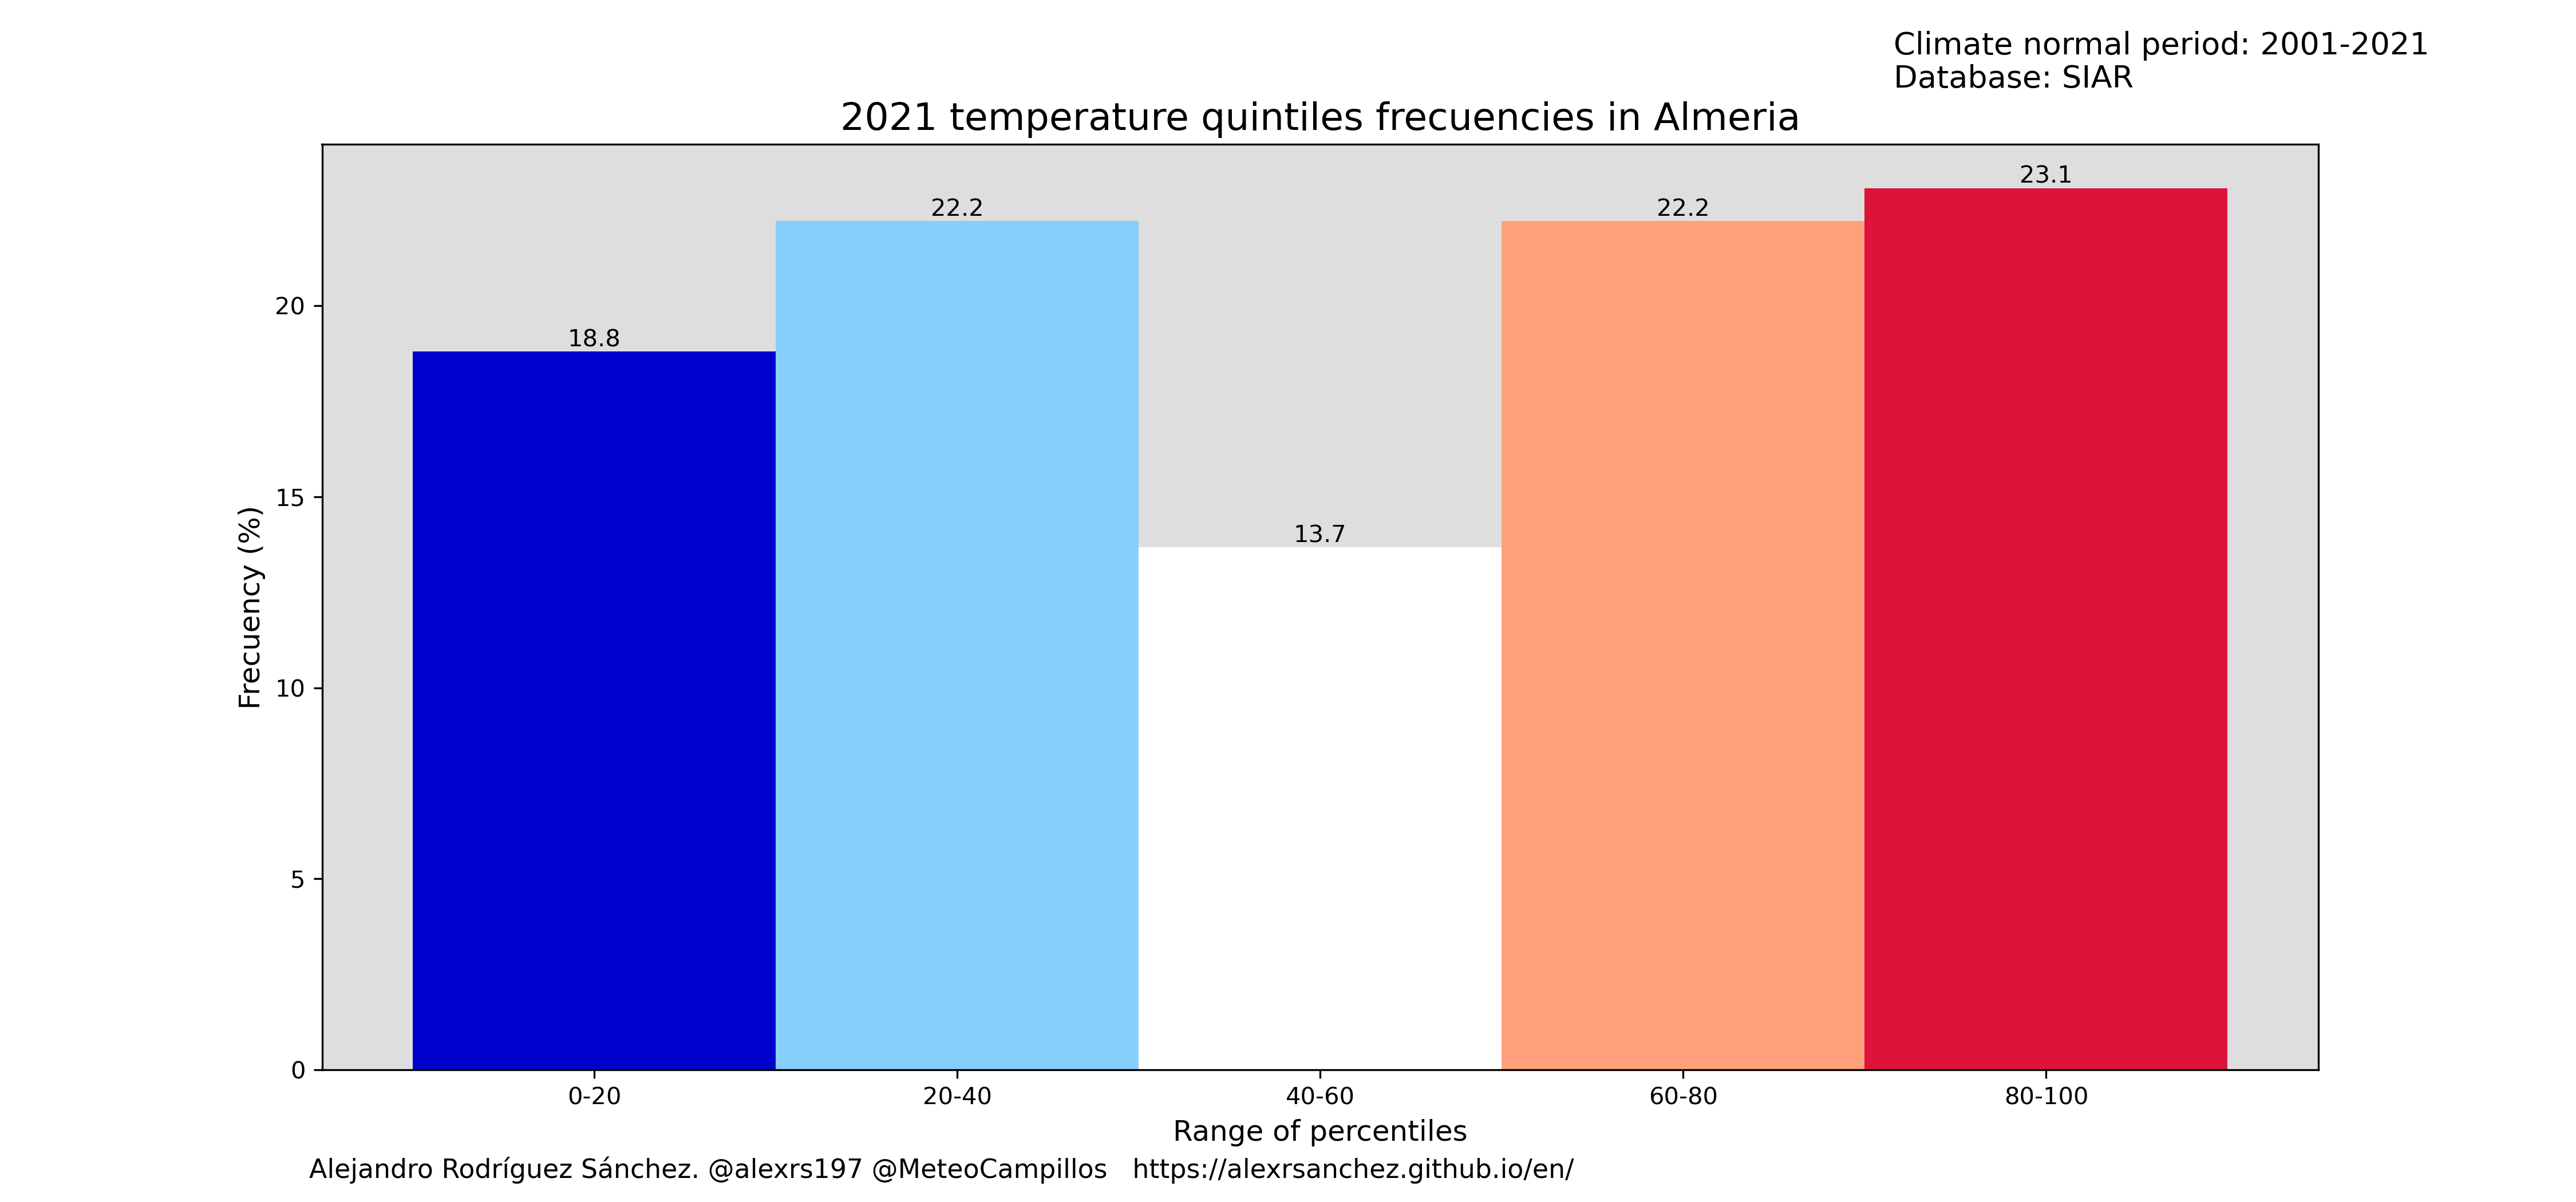 Climate normal period: 2001-2021
Database: SIAR
2021 temperature quintiles frecuencies in Almeria
23.1
22.2
22.2
20
18.8
15
13.7
Frecuency (%)
10
5
0
0-20
20-40
40-60
60-80
80-100
Range of percentiles
Alejandro Rodríguez Sánchez. @alexrs197 @MeteoCampillos   https://alexrsanchez.github.io/en/